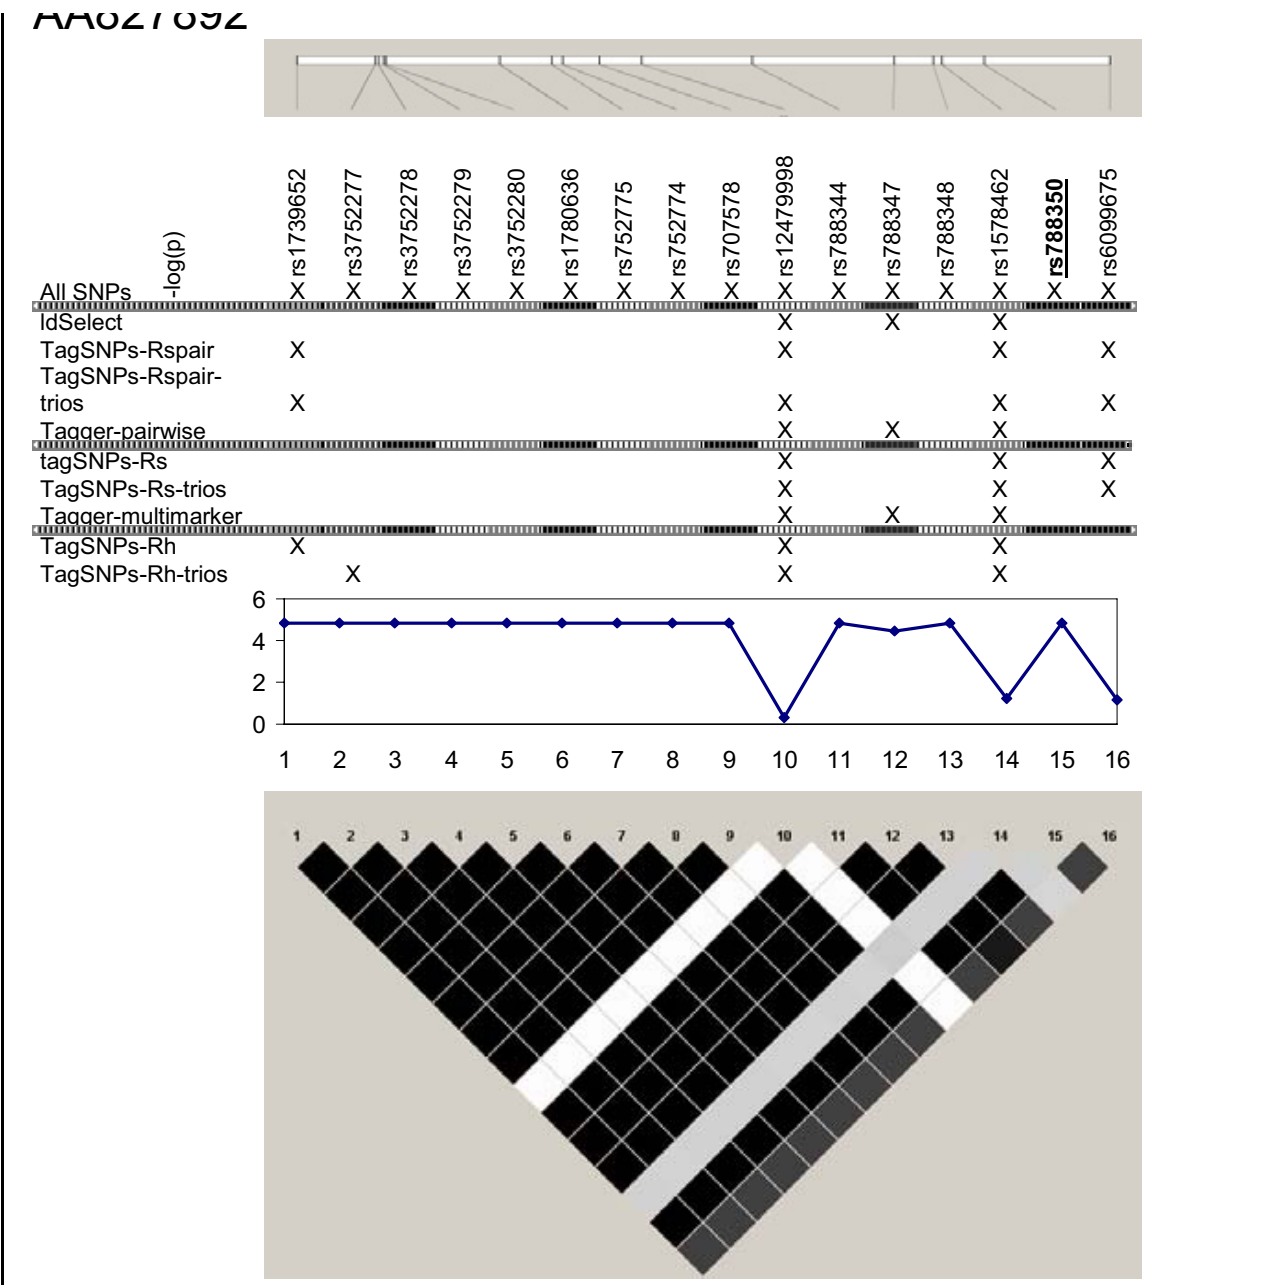 -log(p) rs1739652 rs3752277 rs3752278 rs3752279 rs3752280 rs1780636 rs752775 rs752774 rs707578 rs12479998 rs788344 rs788347 rs788348 rs1578462 rs788350 rs6099675
All SNPs X X X X X X X X X X X X X X X X
ldSelect X X X
TagSNPs-Rspair X X X X
TagSNPs-Rspair-
trios X X X X
Tagger-pairwise X X X
tagSNPs-Rs X X X
TagSNPs-Rs-trios X X X
Tagger-multimarker X X X
TagSNPs-Rh X X X
TagSNPs-Rh-trios X X X
6
4
2
0
1 2 3 4 5 6 7 8 9 10 11 12 13 14 15 16
1 2 3 4 5 6 7 8 9 10 11 12 13 14 15 16